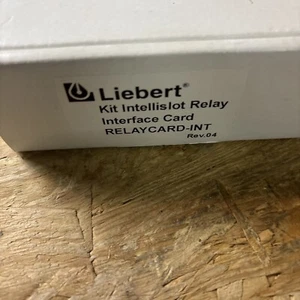 Liebert®
Kit Intellislot Relay
Interface Card
RELAYCARD-INT
Rev.04